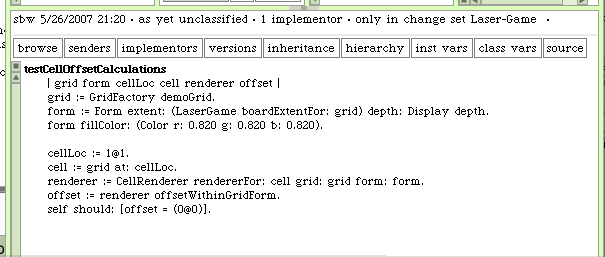 sbw 5/26/2007 21:20 · as yet unclassified · 1 implementor · only in change set Laser-Game ·
browse senders implementors versions inheritance hierarchy inst vars class vars source
testCellOffsetCalculations
| grid form cellLoc cell renderer offset |
grid := GridFactory demoGrid.
form := Form extent: (LaserGame boardExtentFor: grid) depth: Display depth.
form fillColor: (Color r: 0.820 g: 0.820 b: 0.820).
cellLoc := 1@1.
cell := grid at: cellLoc.
renderer := CellRenderer rendererFor: cell grid: grid form: form.
offset := renderer offsetWithinGridForm.
self should: [offset = (0@0)].